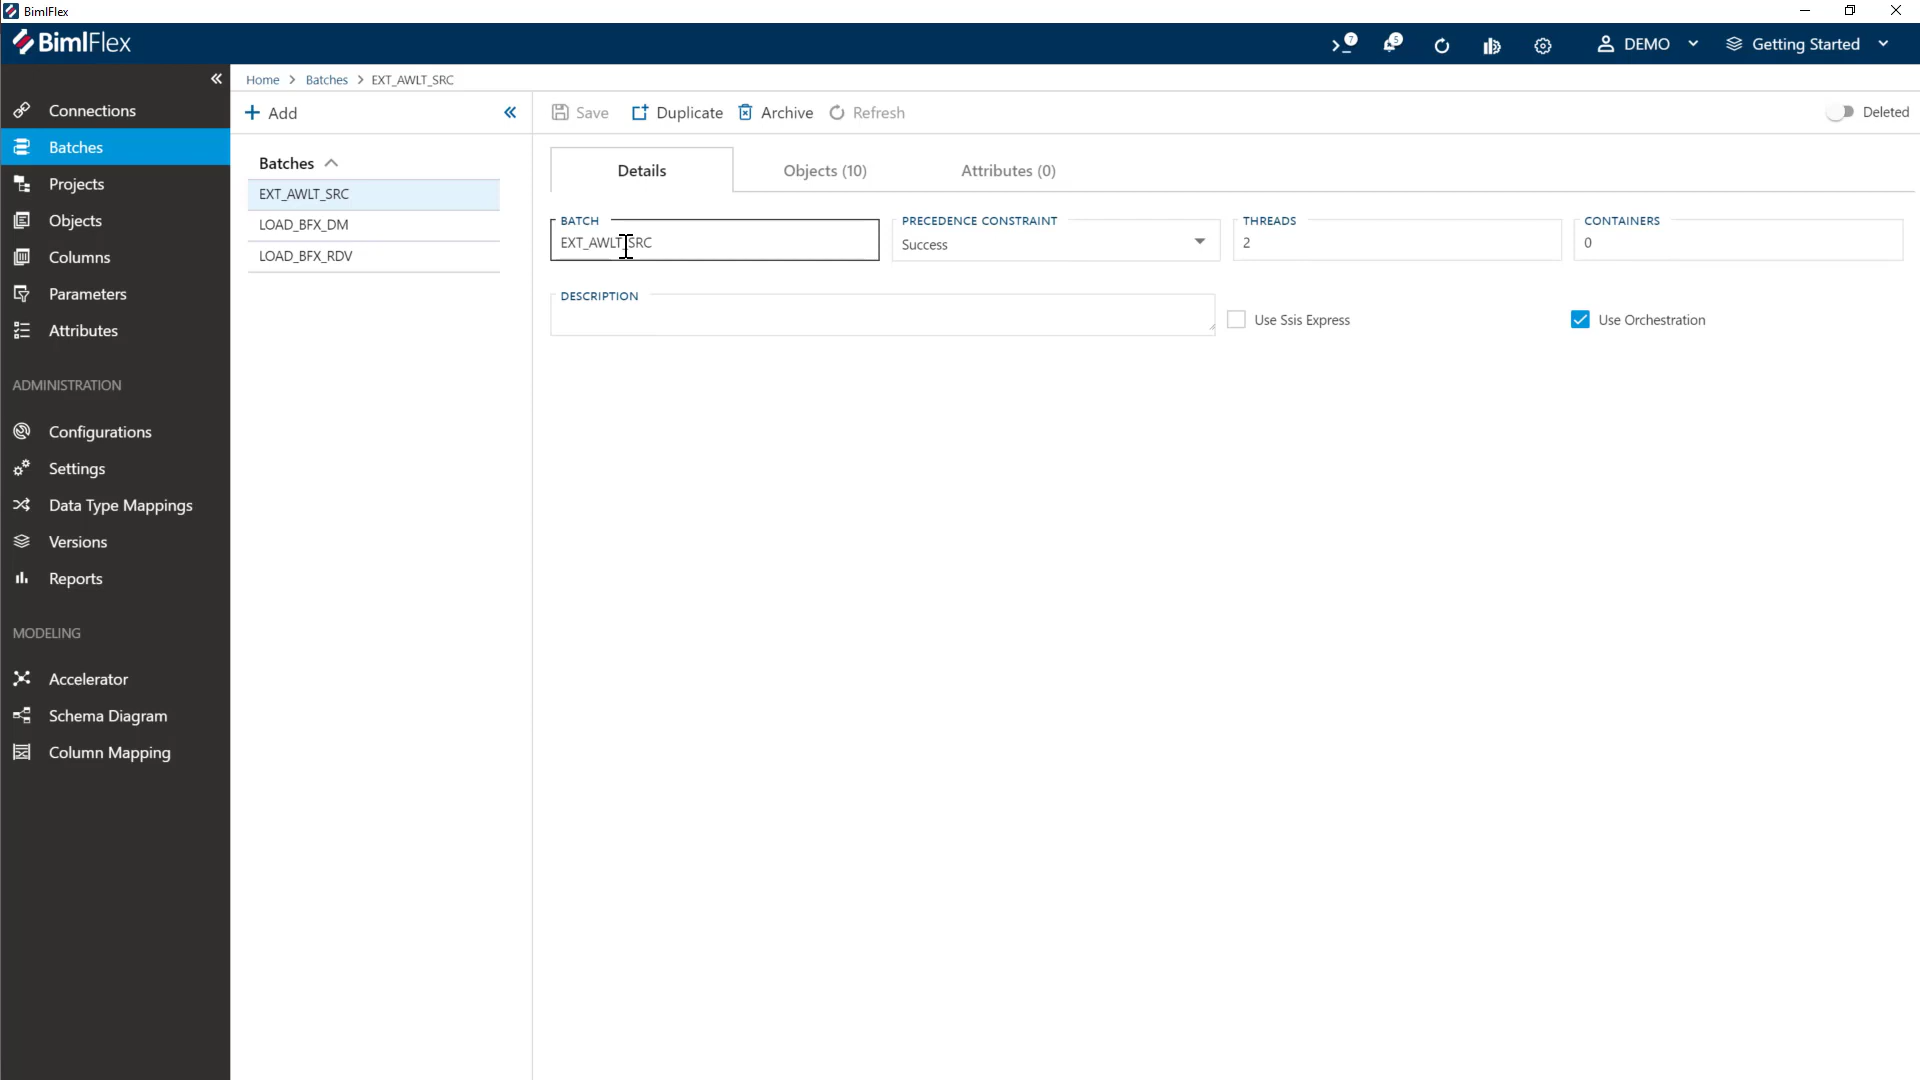 BimlFlex
BimlFlex
7
5
DEMO
Getting Started
Home > Batches > EXT_AWLT_SRC
Connections
Batches
Projects
Objects
Columns
Parameters
Attributes
ADMINISTRATION
Configurations
Settings
Data Type Mappings
Versions
Reports
MODELING
Accelerator
Schema Diagram
Column Mapping
Add
Batches
EXT_AWLT_SRC
LOAD_BFX_DM
LOAD_BFX_RDV
Save Duplicate Archive Refresh Deleted
Details Objects (10) Attributes (0)
BATCH PRECEDENCE CONSTRAINT THREADS CONTAINERS
EXT_AWLT_SRC Success 2 0
DESCRIPTION
Use Ssis Express Use Orchestration